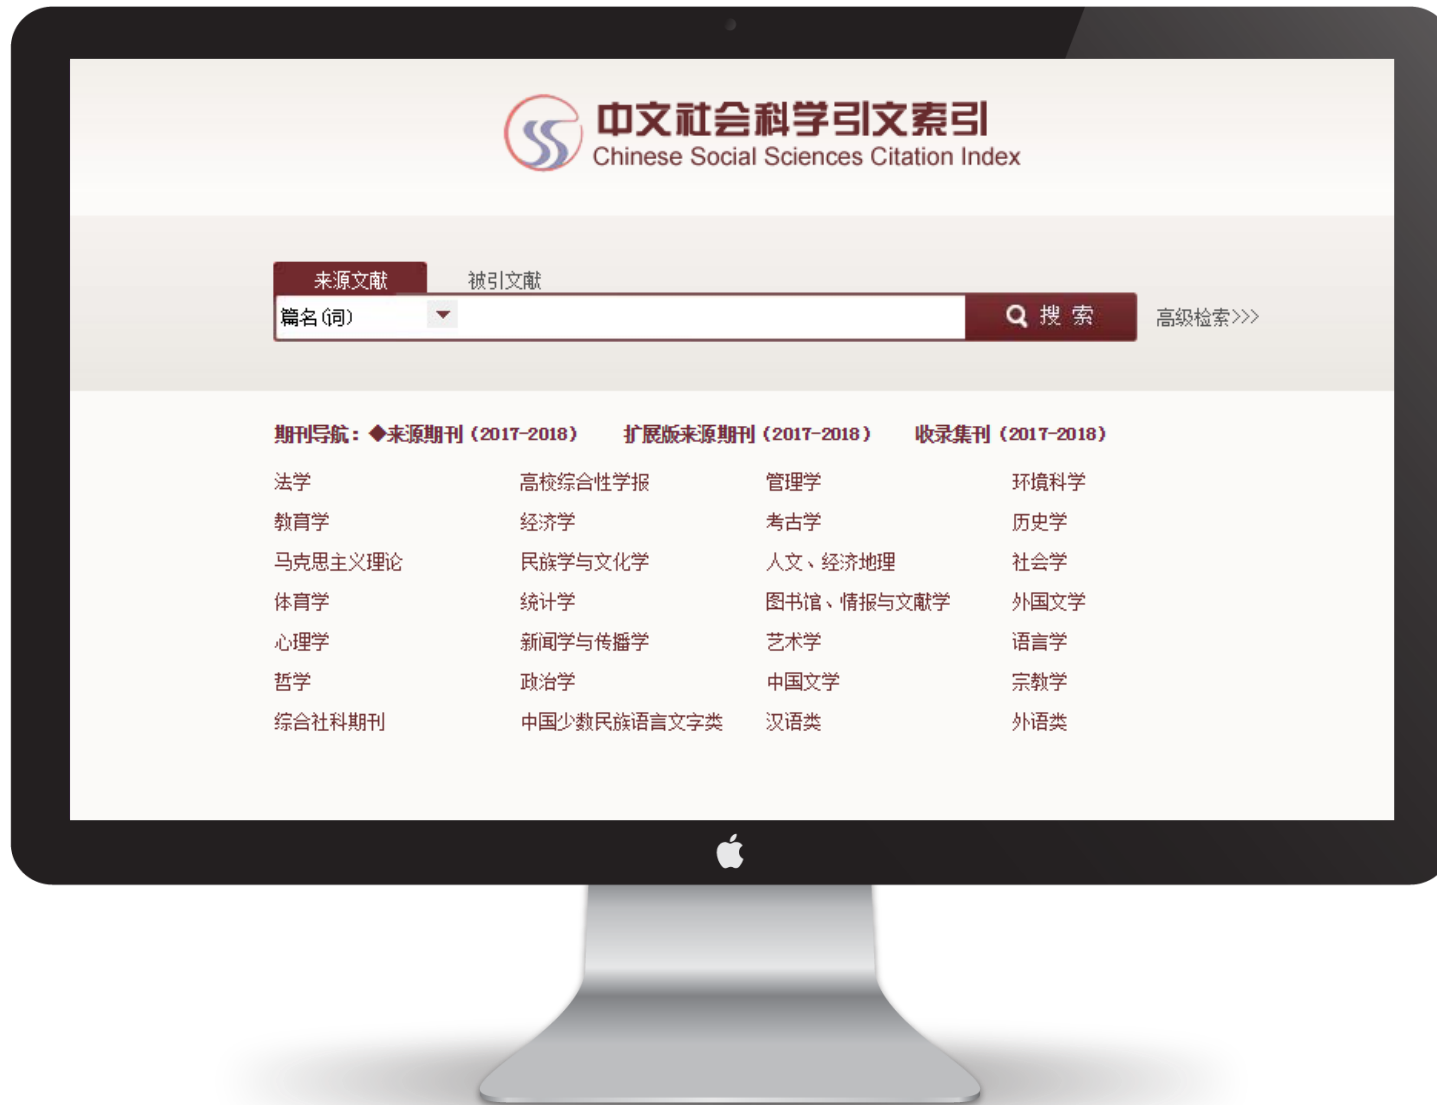 中文社会科学引文索引
Chinese Social Sciences Citation Index
来源文献 被引文献
篇名(词) 搜索 高级检索>>>
期刊导航：◆来源期刊（2017-2018） 扩展版来源期刊（2017-2018） 收录集刊（2017-2018）
法学 高校综合性学报 管理学 环境科学
教育学 经济学 考古学 历史学
马克思主义理论 民族学与文化学 人文、经济地理 社会学
体育学 统计学 图书馆、情报与文献学 外国文学
心理学 新闻学与传播学 艺术学 语言学
哲学 政治学 中国文学 宗教学
综合社科期刊 中国少数民族语言文字类 汉语类 外语类